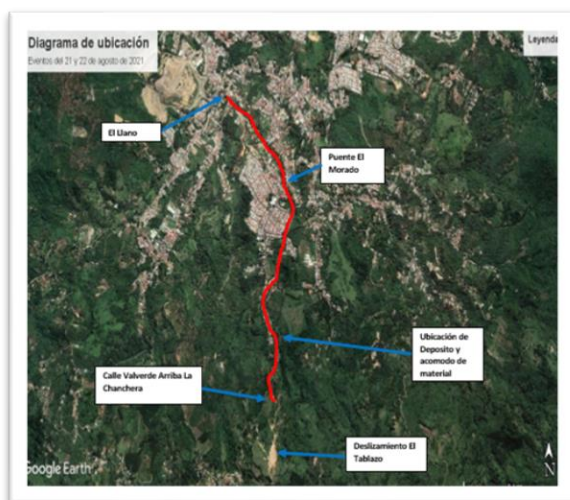 Diagrama de ubicación
Eventos del 21 y 22 de agosto de 2021
Leyenda
El Llano
Puente El
Morado
Ubicación de
Deposito y
acomodo de
material
Calle Valverde Arriba La
Chanchera
Deslizamiento El
Tablazo
Google Earth
N